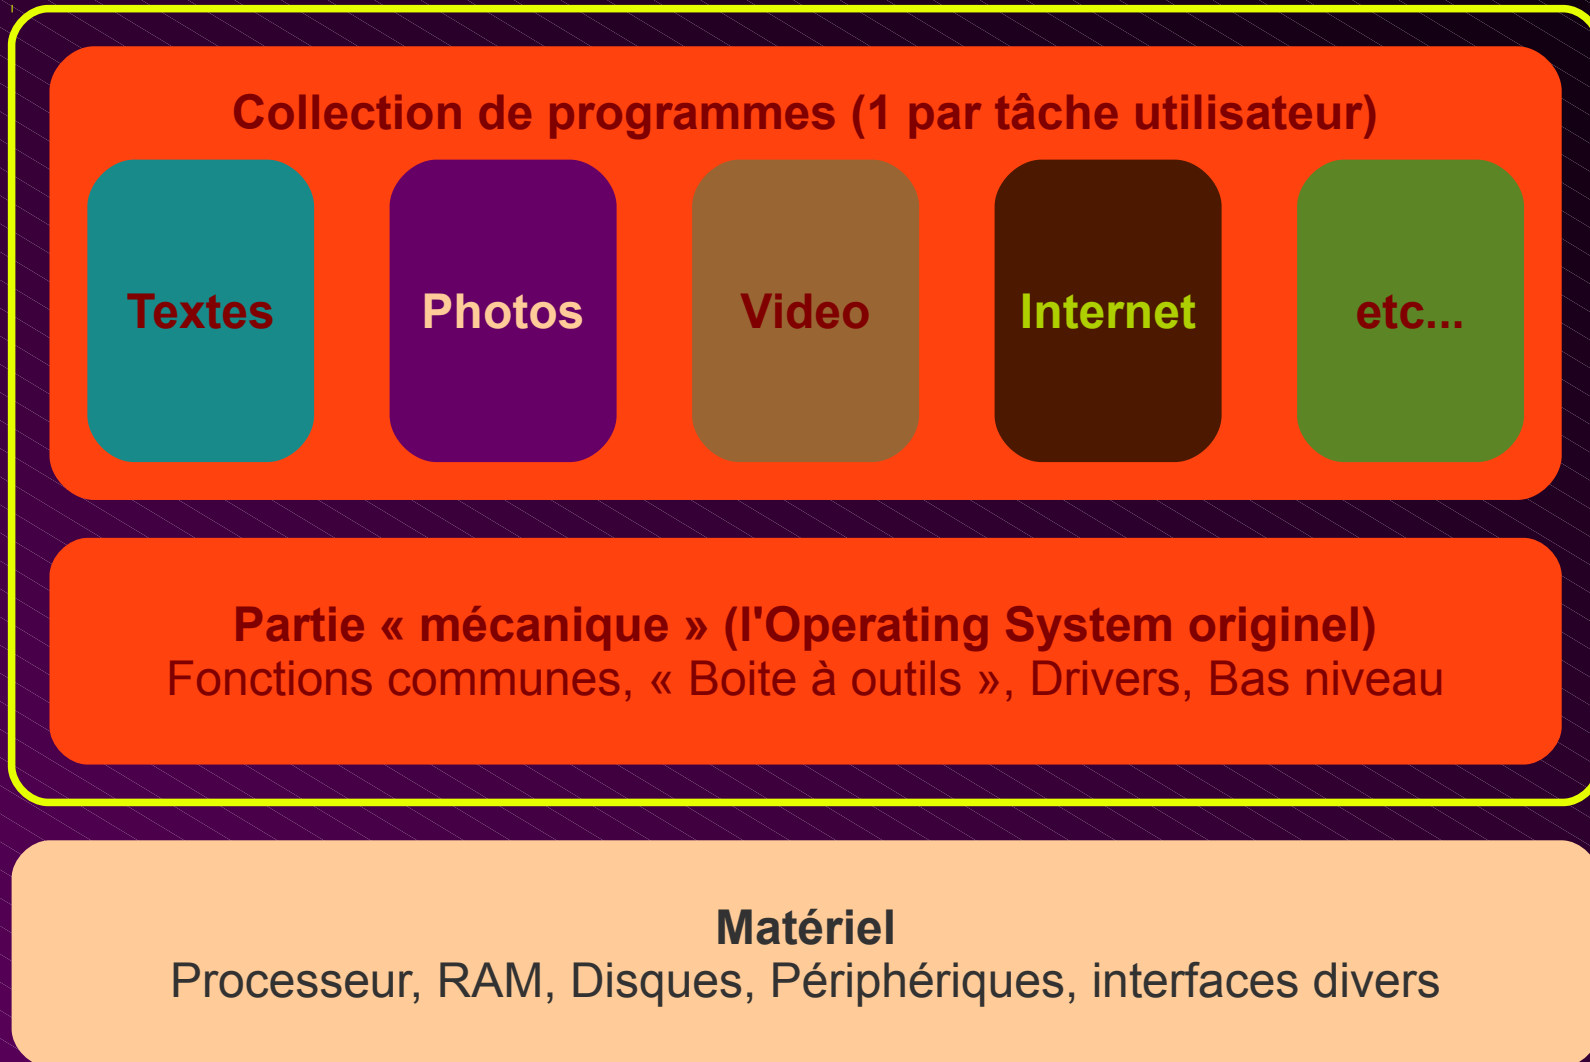 Collection de programmes (1 par tâche utilisateur)
Textes
Photos
Video
Internet
etc...
Partie « mécanique » (l'Operating System originel)
Fonctions communes, « Boite à outils », Drivers, Bas niveau
Matériel
Processeur, RAM, Disques, Périphériques, interfaces divers